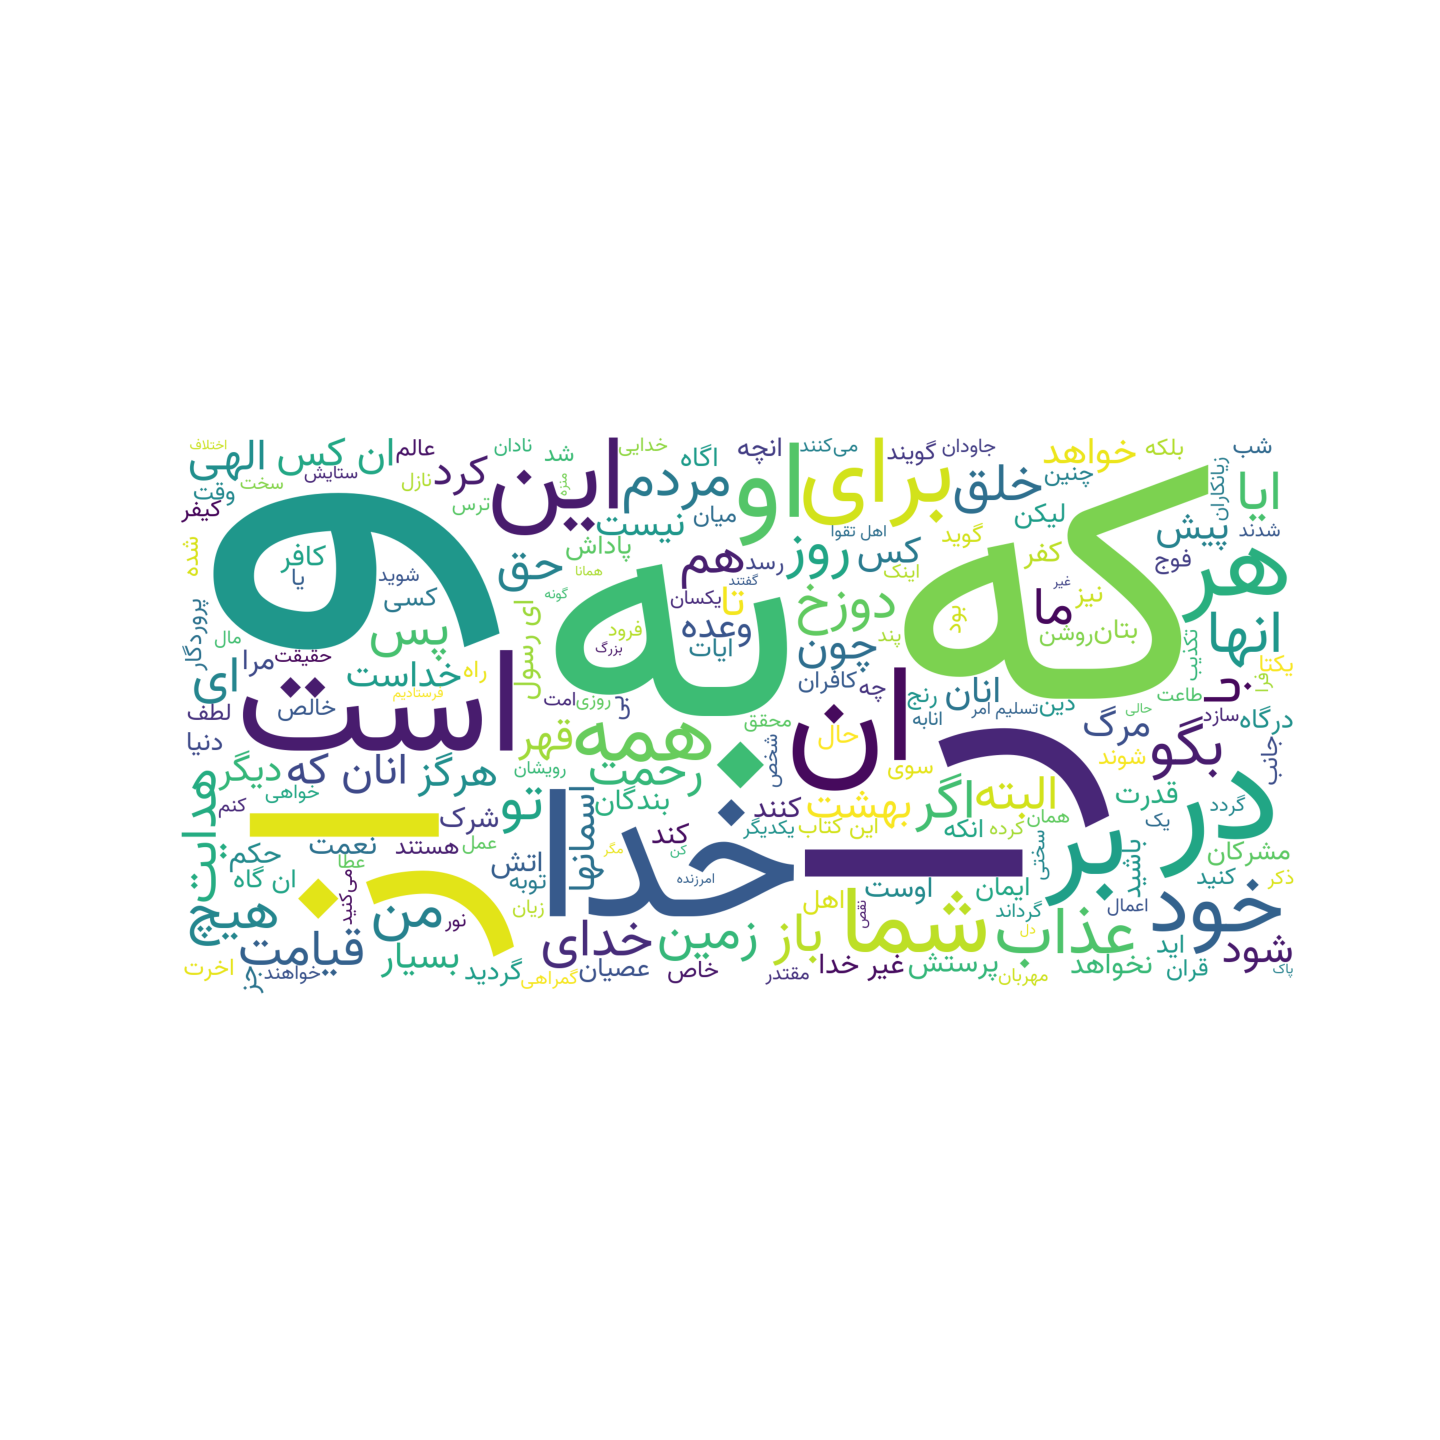 که
به
و
است
خدا
ان
در
این
برای
او
هر
بر
خود
شما
از
را
همه
عذاب
مردم
خلق
ایا
انها
با
بگو
شود
هم
روز
کس
دوزخ
چون
پیش
ما
تا
وعده
ایات
حق
نیست
کرد
ان کس
الهی
عالم
ستایش
وقت
سخت
کیفر
نازل
نادان
ترس
شد
منزه
خدایی
اگاه
انچه
می‌کنند
جاودان
گویند
خواهد
بلکه
شب
زیانکاران
شدند
چنین
لیکن
میان
اهل تقوا
گوید
کفر
فوج
پاداش
همانا
رسد
گفتند
یکسان
اینک
غیر
نیز
بود
روشن
بتان
تکذیب
یکتا
فرا
شده
کافر
یا
شوید
کسی
پس
گونه
ای رسول
فرود
بزرگ
پند
پروردگار
مال
مرا
حقیقت
ای
خداست
راه
فرستادیم
خالص
لطف
دنیا
امت
روزی
بی
محقق
کافران
چه
رنج
انابه
انان
تسلیم امر
دین
حالی
طاعت
سازد
درگاه
مرگ
شوند
جانب
قهر
رحمت
رویشان
شخص
حال
سوی
هرگز
انان که
دیگر
خواهی
هدایت
کنم
تو
شرک
بندگان
اسمانها
کنند
کند
بهشت
اگر
البته
یکدیگر
این کتاب
انکه
کرده
همان
قدرت
یک
گردد
حکم
نعمت
عطا
هستند
عمل
اتش
توبه
مگر
کن
امرزنده
سختی
باشید
مشرکان
کنید
ذکر
ان گاه
هیچ
می‌کنید
من
نور
زیان
اوست
ایمان
گرداند
اعمال
نقص
اهل
دل
قیامت
بسیار
گردید
خدای
زمین
باز
اخرت
جز
خواهند
گمراهی
عصیان
خاص
مقتدر
غیر خدا
پرستش
مهربان
نخواهد
اید
قران
پاک
اختلاف